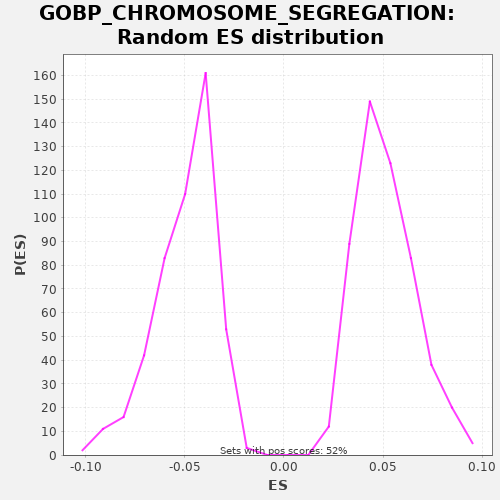 GOBP_CHROMOSOME_SEGREGATION:
Random ES distribution
160
150
140
130
120
110
100
90
80
70
60
50
40
30
20
10
0
P(ES)
Sets with pos scores: 52%
-0.10 -0.05 0.00 0.05 0.10
ES